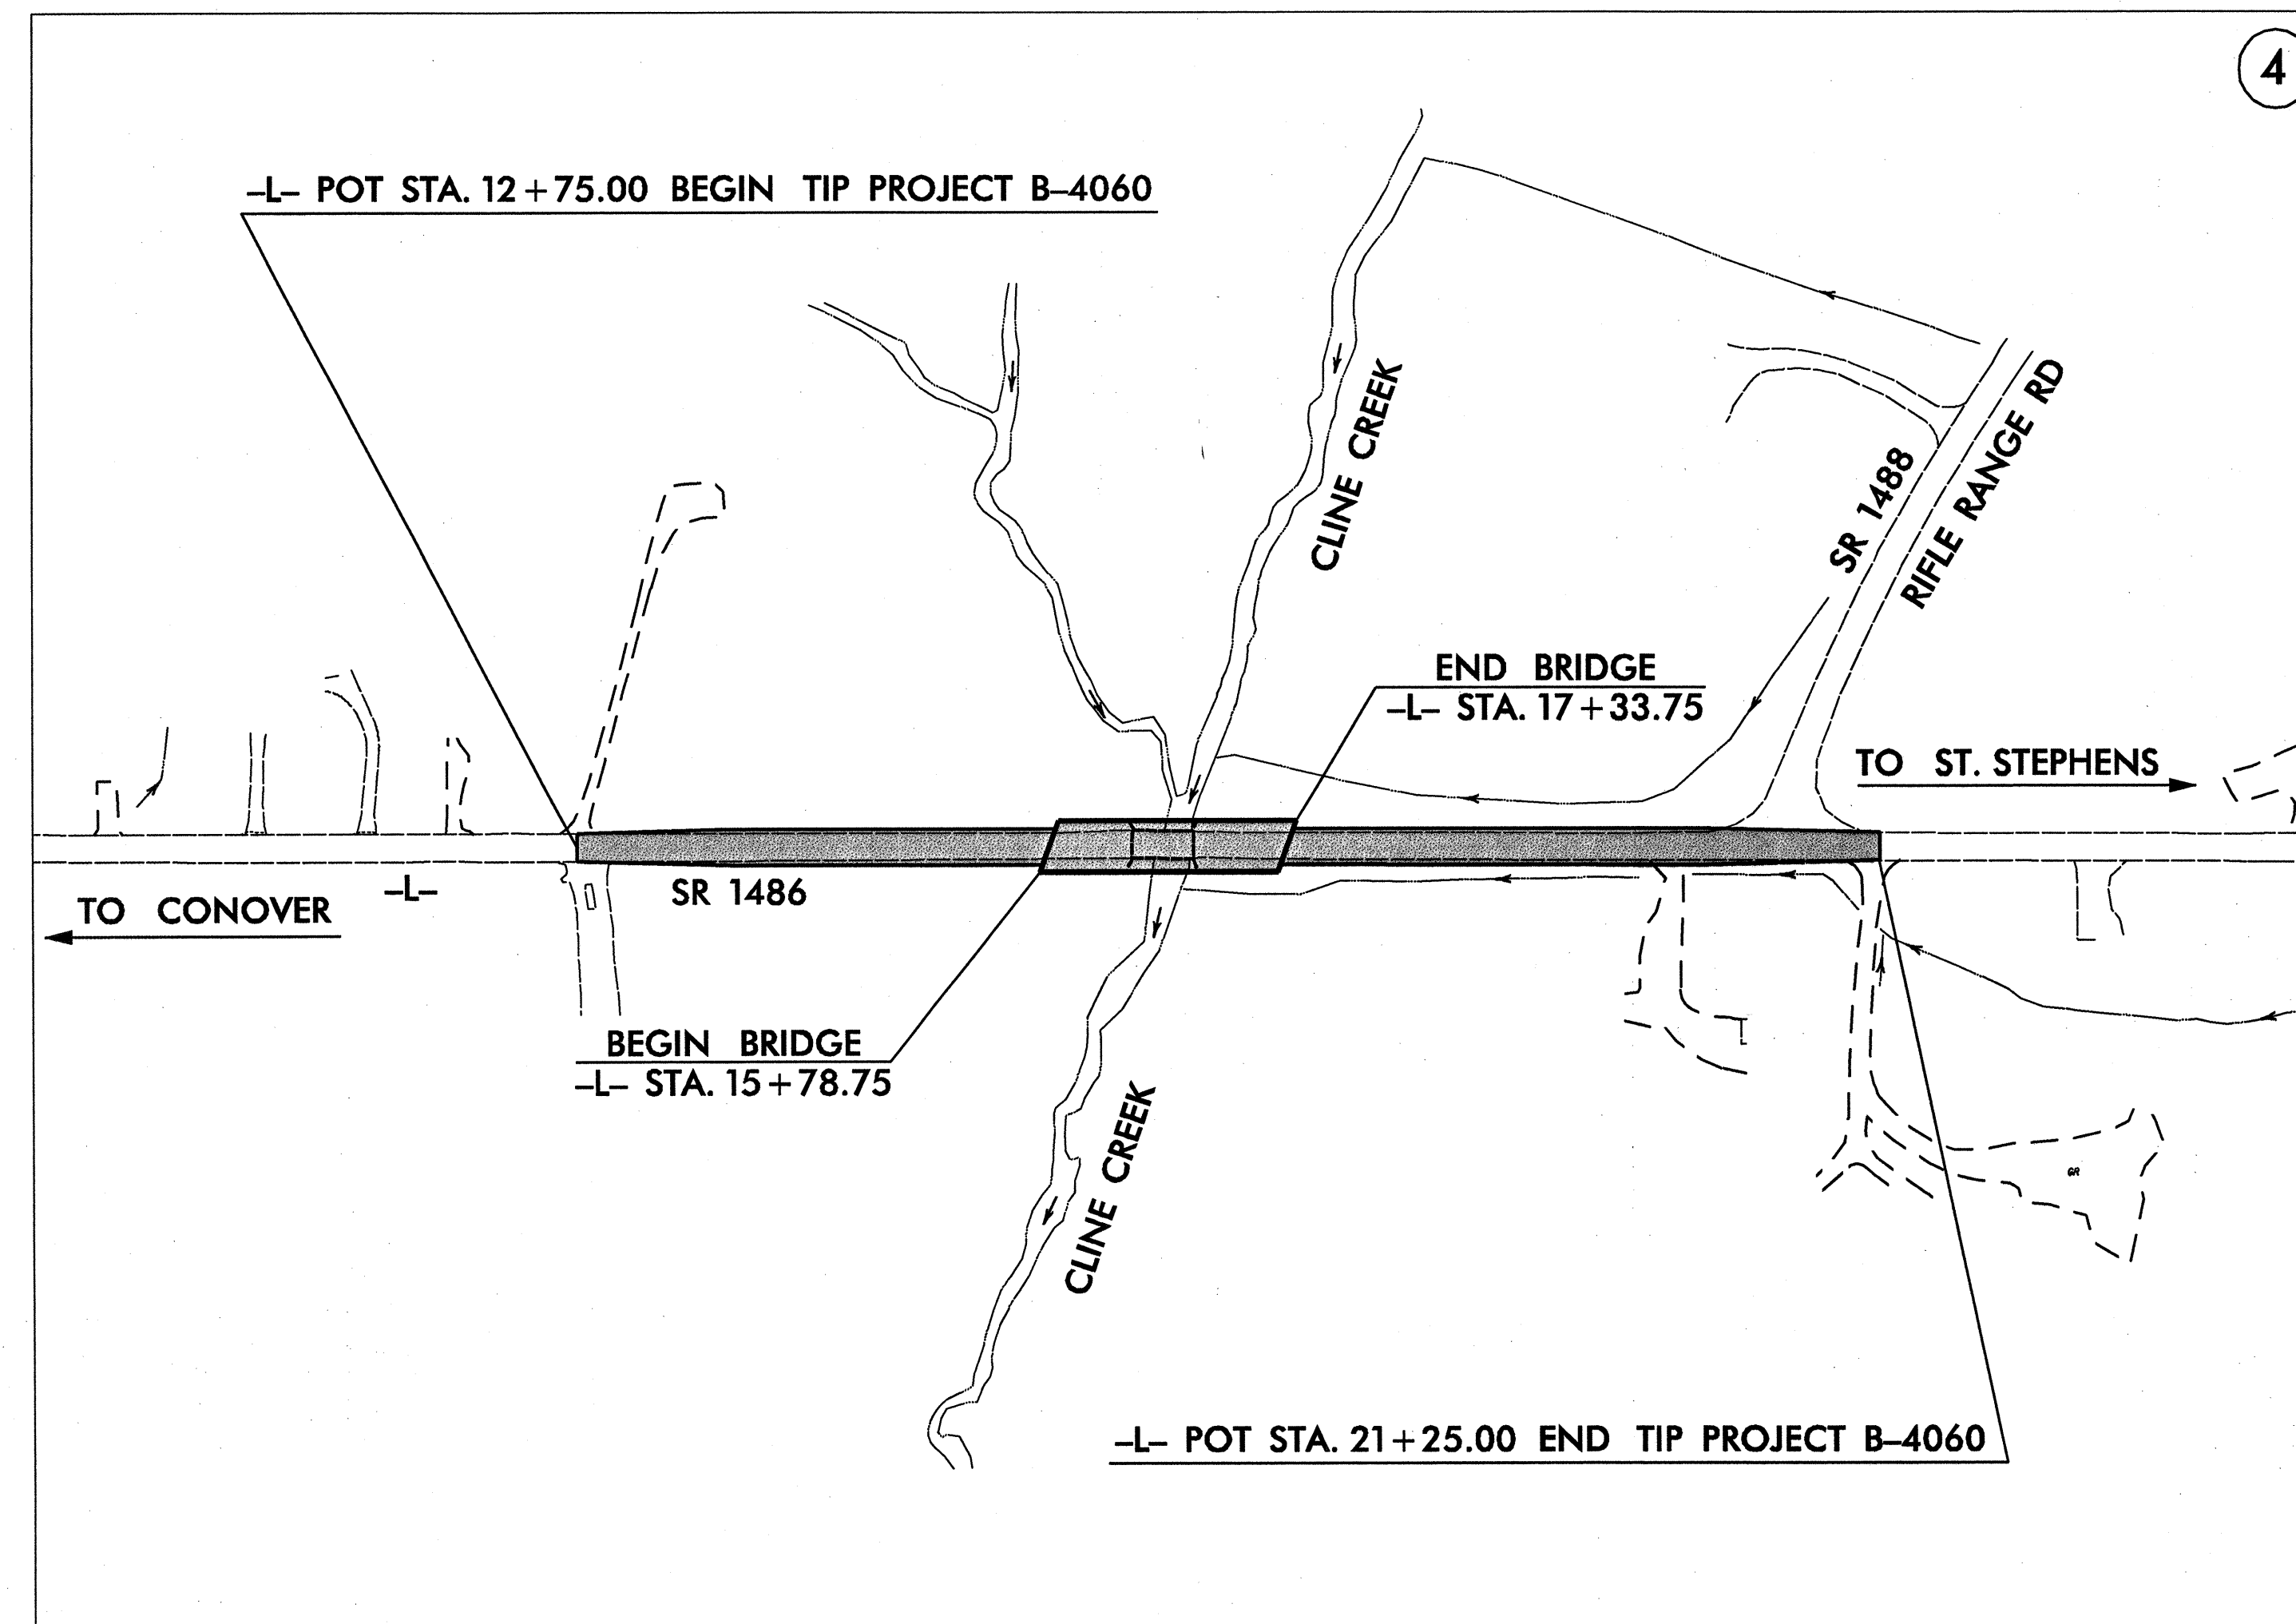 4
–L– POT STA. 12+75.00 BEGIN TIP PROJECT B–4060
CLINE CREEK
SR 1488
RIFLE RANGE RD
END BRIDGE
–L– STA. 17+33.75
TO ST. STEPHENS
–L–
SR 1486
TO CONOVER
BEGIN BRIDGE
–L– STA. 15+78.75
CLINE CREEK
GR
–L– POT STA. 21+25.00 END TIP PROJECT B–4060